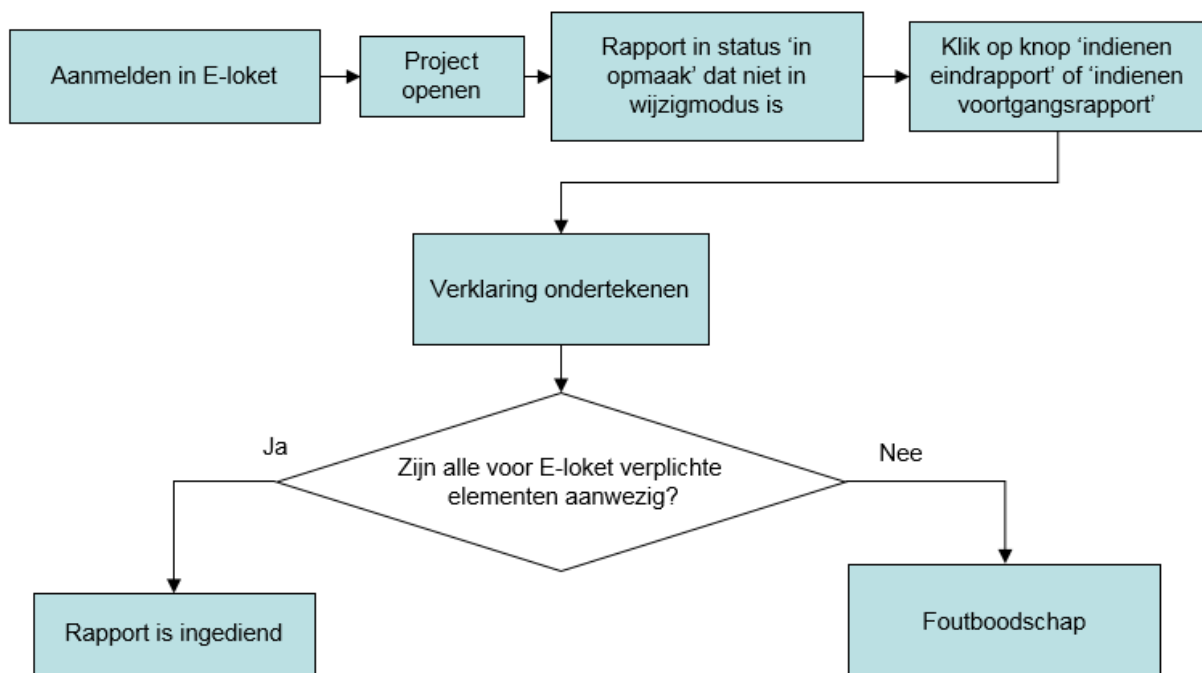 Aanmelden in E-loket
Project
openen
Rapport in status ‘in
opmaak’ dat niet in
wijzigmodus is
Klik op knop ‘indienen
eindrapport’ of ‘indienen
voortgangsrapport’
Verklaring ondertekenen
Ja
Zijn alle voor E-loket verplichte
elementen aanwezig?
Nee
Rapport is ingediend
Foutboodschap